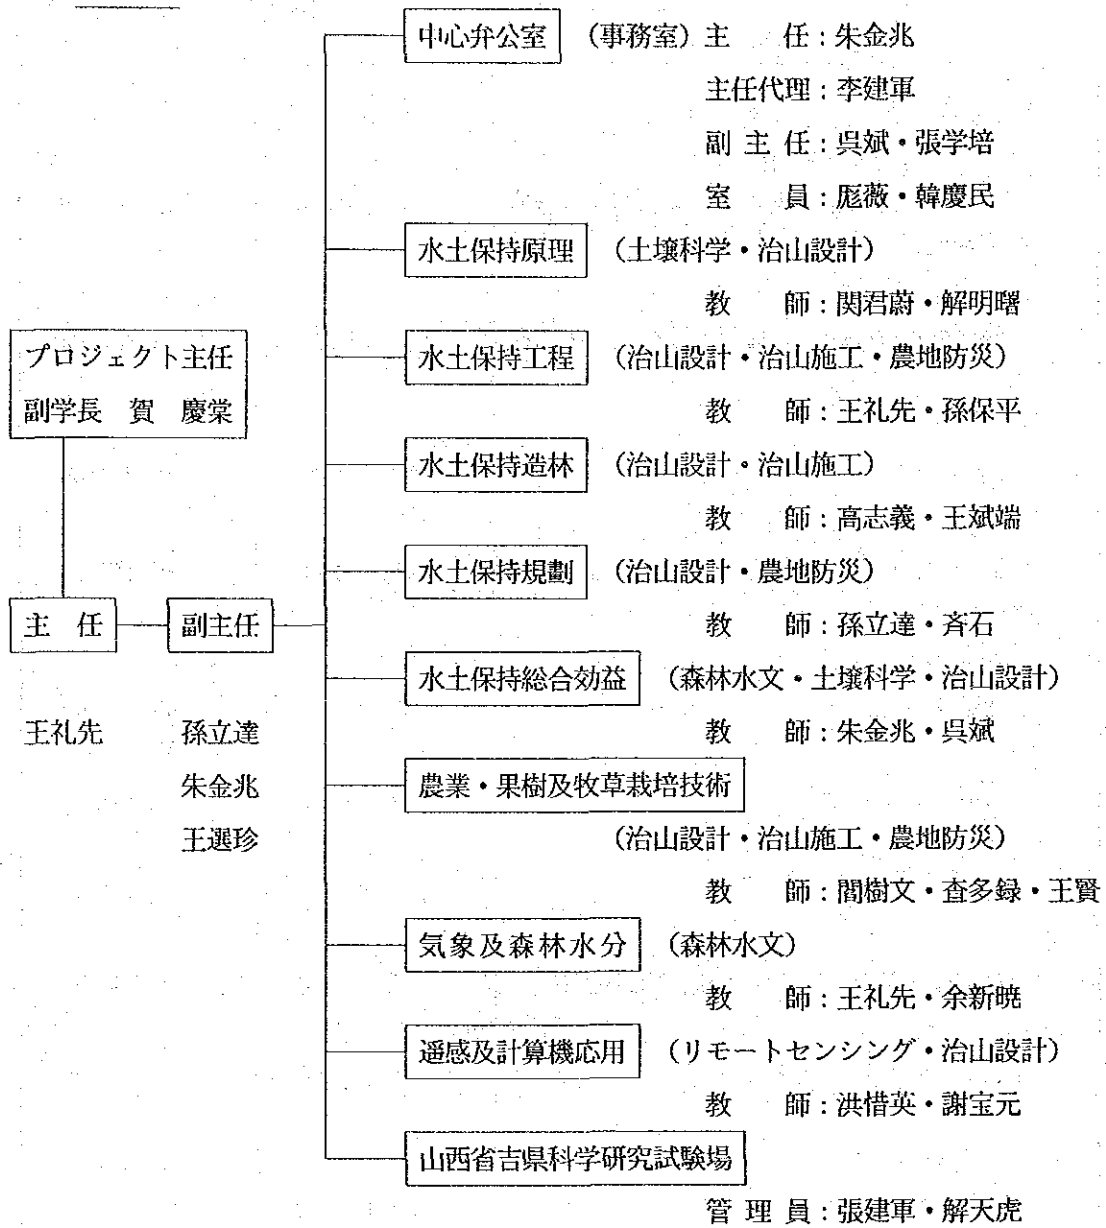 中心弁公室 (事務室) 主 任:朱金兆
主任代理:李建軍
副 主 任:呉斌・張学培
室 員:厖薇・韓慶民
水土保持原理 (土壌科学・治山設計)
教 師:関君蔚・解明曙
プロジェクト主任
副学長 賀 慶棠
水土保持工程 (治山設計・治山施工・農地防災)
教 師:王礼先・孫保平
水土保持造林 (治山設計・治山施工)
教 師:高志義・王斌端
水土保持規劃 (治山設計・農地防災)
教 師:孫立達・斉石
主 任 副主任
水土保持総合効益 (森林水文・土壌科学・治山設計)
教 師:朱金兆・呉斌
王礼先 孫立達
朱金兆
王選珍
農業・果樹及牧草栽培技術
(治山設計・治山施工・農地防災)
教 師:閻樹文・査多録・王賢
気象及森林水分 (森林水文)
教 師:王礼先・余新暁
遥感及計算機応用 (リモートセンシング・治山設計)
教 師:洪惜英・謝宝元
山西省吉県科学研究試験場
管 理 員:張建軍・解天虎